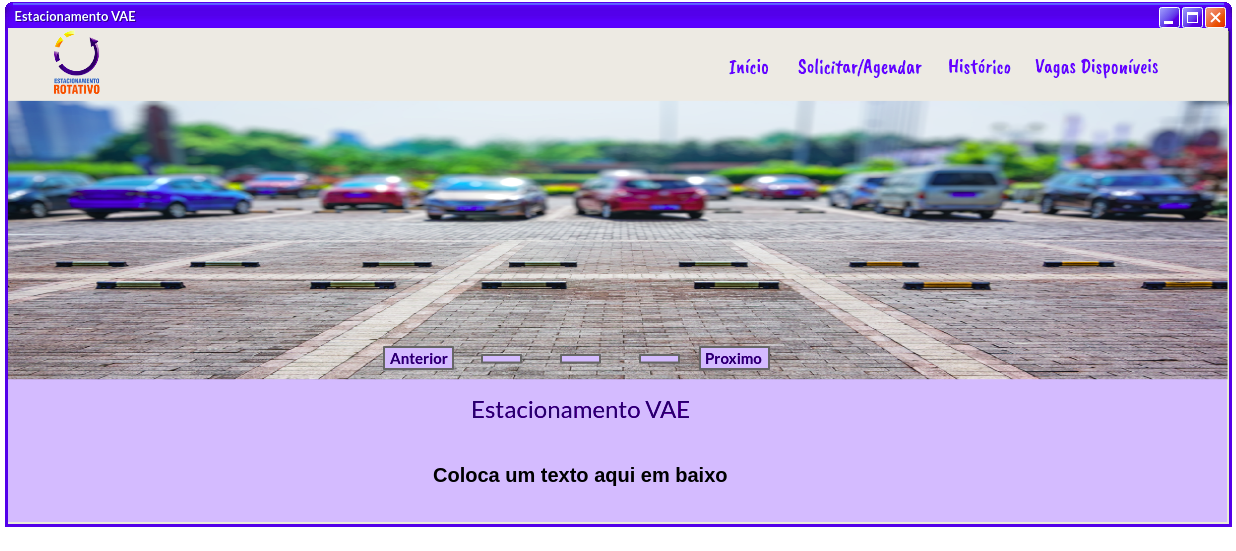 Estacionamento VAE
ESTACIONAMENTO
ROTATIVO
Início Solicitar/Agendar Histórico Vagas Disponíveis
Anterior Proximo
Estacionamento VAE
Coloca um texto aqui em baixo